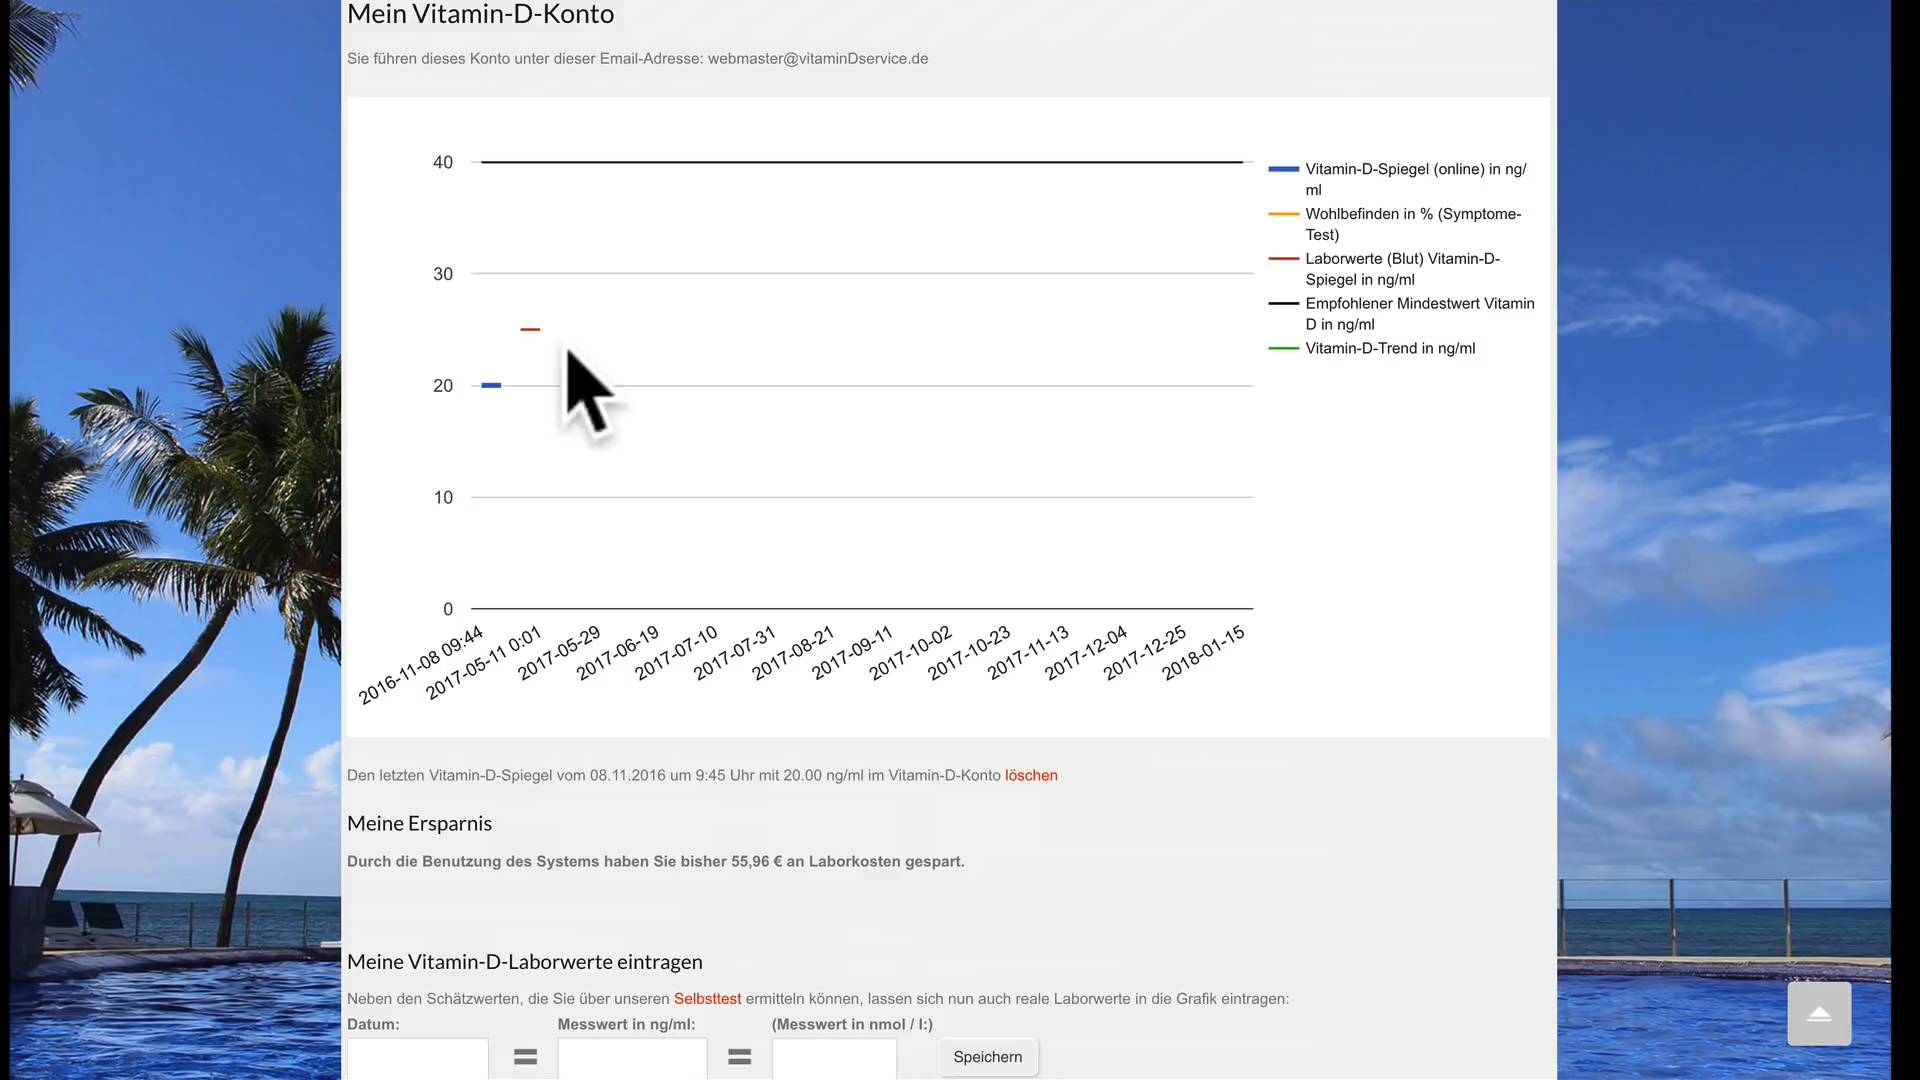 Mein Vitamin-D-Konto
Sie führen dieses Konto unter dieser Email-Adresse: webmaster@vitaminDservice.de
40
30
20
10
0
Vitamin-D-Spiegel (online) in ng/
ml
Wohlbefinden in % (Symptome-
Test)
Laborwerte (Blut) Vitamin-D-
Spiegel in ng/ml
Empfohlener Mindestwert Vitamin
D in ng/ml
Vitamin-D-Trend in ng/ml
2016-11-08 09:44
2017-05-11 0:01
2017-05-29
2017-06-19
2017-07-10
2017-07-31
2017-08-21
2017-09-11
2017-10-02
2017-10-23
2017-11-13
2017-12-04
2017-12-25
2018-01-15
Den letzten Vitamin-D-Spiegel vom 08.11.2016 um 9:45 Uhr mit 20.00 ng/ml im Vitamin-D-Konto löschen
Meine Ersparnis
Durch die Benutzung des Systems haben Sie bisher 55,96 € an Laborkosten gespart.
Meine Vitamin-D-Laborwerte eintragen
Neben den Schätzwerten, die Sie über unseren Selbsttest ermitteln können, lassen sich nun auch reale Laborwerte in die Grafik eintragen:
Datum: Messwert in ng/ml: (Messwert in nmol / l:)
= = Speichern